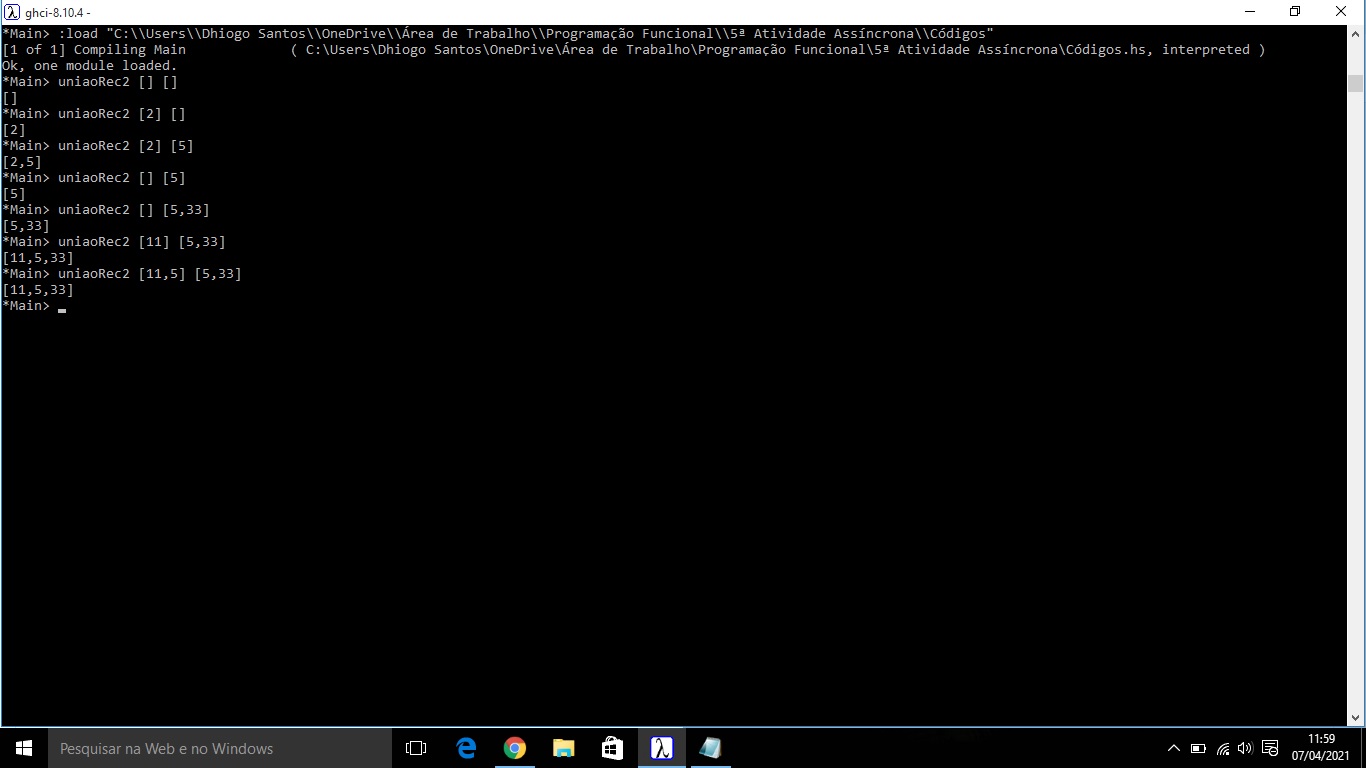 ghci-8.10.4 -
*Main> :load "C:\\Users\\Dhiogo Santos\\OneDrive\\Área de Trabalho\\Programação Funcional\\5ª Atividade Assíncrona\\Códigos"
[1 of 1] Compiling Main             ( C:\Users\Dhiogo Santos\OneDrive\Área de Trabalho\Programação Funcional\5ª Atividade Assíncrona\Códigos.hs, interpreted )
Ok, one module loaded.
*Main> uniaoRec2 [] []
[]
*Main> uniaoRec2 [2] []
[2]
*Main> uniaoRec2 [2] [5]
[2,5]
*Main> uniaoRec2 [] [5]
[5]
*Main> uniaoRec2 [] [5,33]
[5,33]
*Main> uniaoRec2 [11] [5,33]
[11,5,33]
*Main> uniaoRec2 [11,5] [5,33]
[11,5,33]
*Main>
Pesquisar na Web e no Windows
11:59
07/04/2021